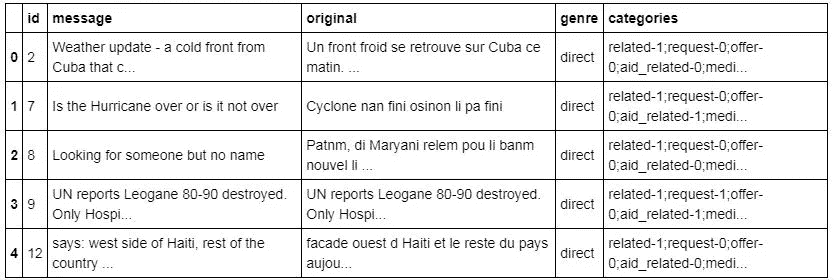 id message original genre categories
0 2 Weather update - a cold front from Cuba that c... Un front froid se retrouve sur Cuba ce matin. ... direct related-1;request-0;offer-0;aid_related-0;medi...
1 7 Is the Hurricane over or is it not over Cyclone nan fini osinon li pa fini direct related-1;request-0;offer-0;aid_related-1;medi...
2 8 Looking for someone but no name Patnm, di Maryani relem pou li banm nouvel li ... direct related-1;request-0;offer-0;aid_related-0;medi...
3 9 UN reports Leogane 80-90 destroyed. Only Hospi... UN reports Leogane 80-90 destroyed. Only Hospi... direct related-1;request-1;offer-0;aid_related-1;medi...
4 12 says: west side of Haiti, rest of the country ... facade ouest d Haiti et le reste du pays aujou... direct related-1;request-0;offer-0;aid_related-0;medi...